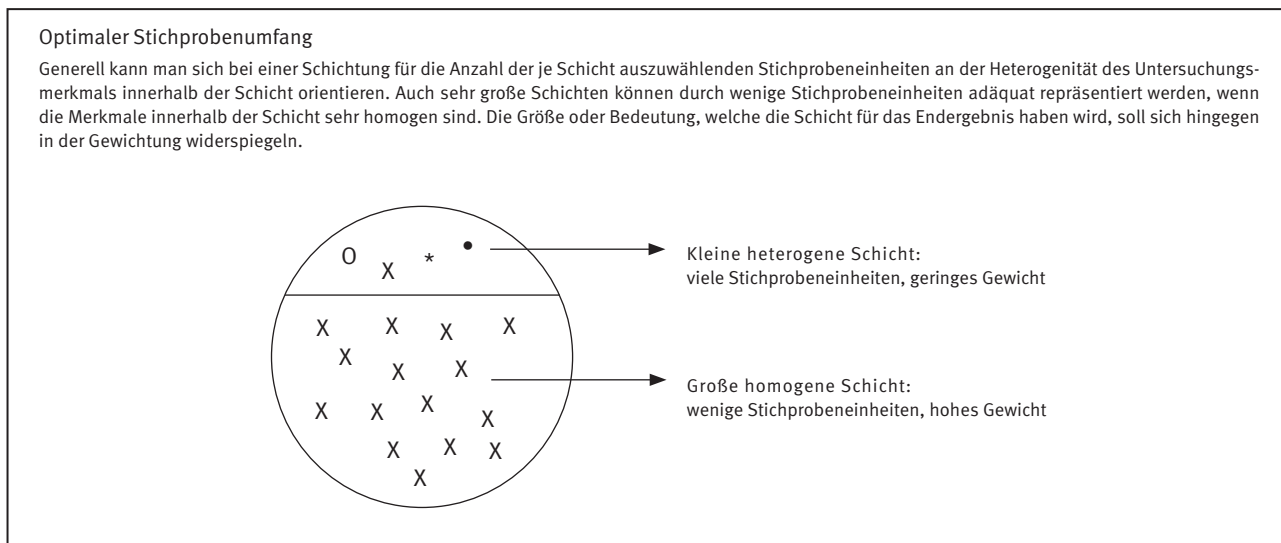 Optimaler Stichprobenumfang
Generell kann man sich bei einer Schichtung für die Anzahl der je Schicht auszuwählenden Stichprobeneinheiten an der Heterogenität des Untersuchungs-
merkmals innerhalb der Schicht orientieren. Auch sehr große Schichten können durch wenige Stichprobeneinheiten adäquat repräsentiert werden, wenn
die Merkmale innerhalb der Schicht sehr homogen sind. Die Größe oder Bedeutung, welche die Schicht für das Endergebnis haben wird, soll sich hingegen
in der Gewichtung widerspiegeln.
O X * •
Kleine heterogene Schicht:
viele Stichprobeneinheiten, geringes Gewicht
X X X X
X X X
Große homogene Schicht:
wenige Stichprobeneinheiten, hohes Gewicht
X X X X
X X X
X